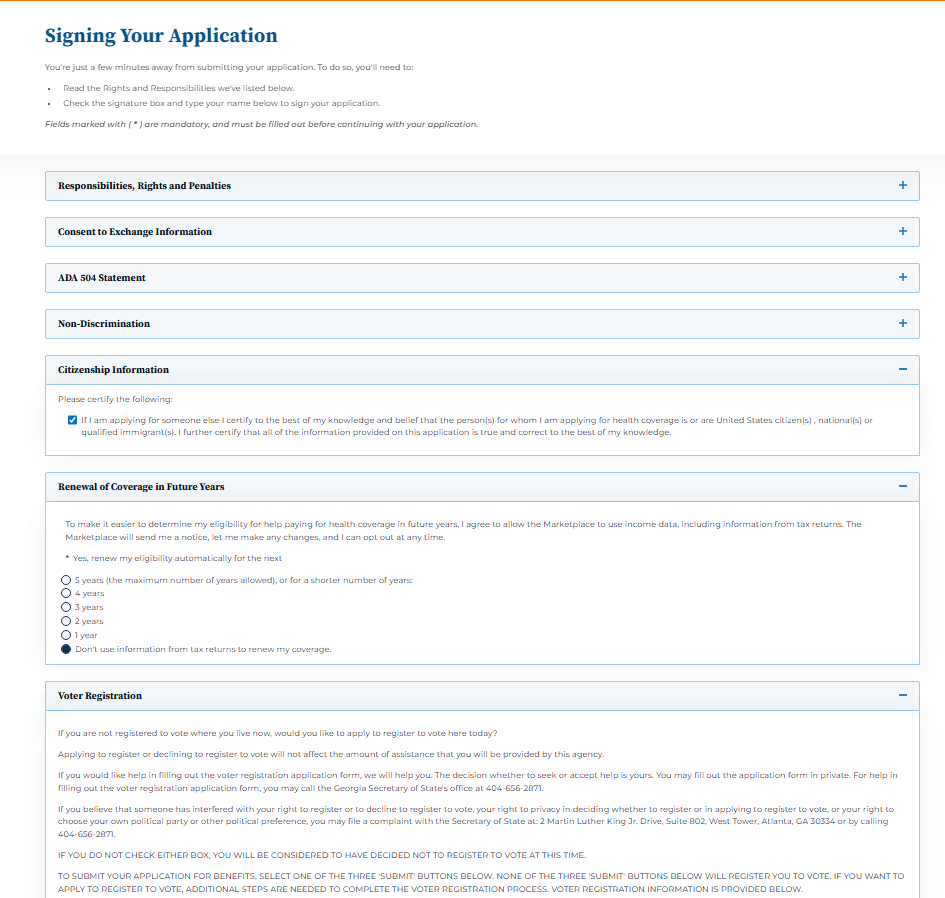 Signing Your Application
You're just a few minutes away from submitting your application. To do so, you'll need to:
• Read the Rights and Responsibilities we've listed below.
• Check the signature box and type your name below to sign your application.
Fields marked with ( * ) are mandatory, and must be filled out before continuing with your application.
Responsibilities, Rights and Penalties +
Consent to Exchange Information +
ADA 504 Statement +
Non-Discrimination +
Citizenship Information −
Please certify the following:
If I am applying for someone else I certify to the best of my knowledge and belief that the person(s) for whom I am applying for health coverage is or are United States citizen(s) , national(s) or
qualified immigrant(s). I further certify that all of the information provided on this application is true and correct to the best of my knowledge.
Renewal of Coverage in Future Years −
To make it easier to determine my eligibility for help paying for health coverage in future years, I agree to allow the Marketplace to use income data, including information from tax returns. The
Marketplace will send me a notice, let me make any changes, and I can opt out at any time.
* Yes, renew my eligibility automatically for the next
5 years (the maximum number of years allowed), or for a shorter number of years:
4 years
3 years
2 years
1 year
Don't use information from tax returns to renew my coverage.
Voter Registration −
If you are not registered to vote where you live now, would you like to apply to register to vote here today?
Applying to register or declining to register to vote will not affect the amount of assistance that you will be provided by this agency.
If you would like help in filling out the voter registration application form, we will help you. The decision whether to seek or accept help is yours. You may fill out the application form in private. For help in
filling out the voter registration application form, you may call the Georgia Secretary of State's office at 404-656-2871.
If you believe that someone has interfered with your right to register or to decline to register to vote, your right to privacy in deciding whether to register or in applying to register to vote, or your right to
choose your own political party or other political preference, you may file a complaint with the Secretary of State at: 2 Martin Luther King Jr. Drive, Suite 802, West Tower, Atlanta, GA 30334 or by calling
404-656-2871.
IF YOU DO NOT CHECK EITHER BOX, YOU WILL BE CONSIDERED TO HAVE DECIDED NOT TO REGISTER TO VOTE AT THIS TIME.
TO SUBMIT YOUR APPLICATION FOR BENEFITS, SELECT ONE OF THE THREE 'SUBMIT' BUTTONS BELOW. NONE OF THE THREE 'SUBMIT' BUTTONS BELOW WILL REGISTER YOU TO VOTE. IF YOU WANT TO
APPLY TO REGISTER TO VOTE, ADDITIONAL STEPS ARE NEEDED TO COMPLETE THE VOTER REGISTRATION PROCESS. VOTER REGISTRATION INFORMATION IS PROVIDED BELOW.